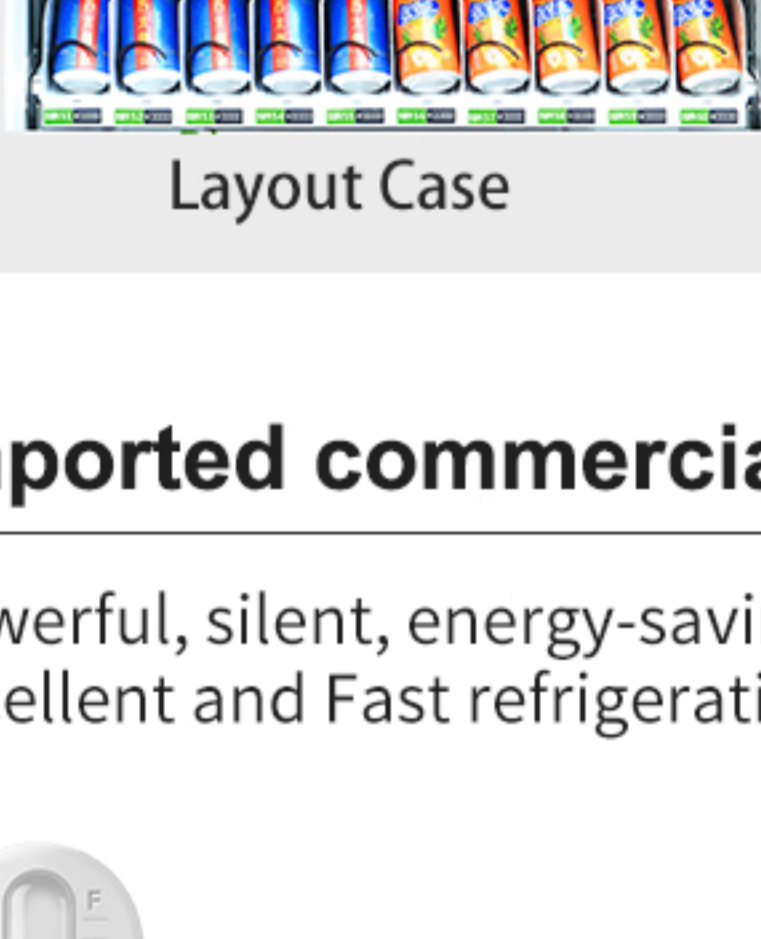 Layout Case
ported commercia
werful, silent, energy-savi
ellent and Fast refrigerati
F